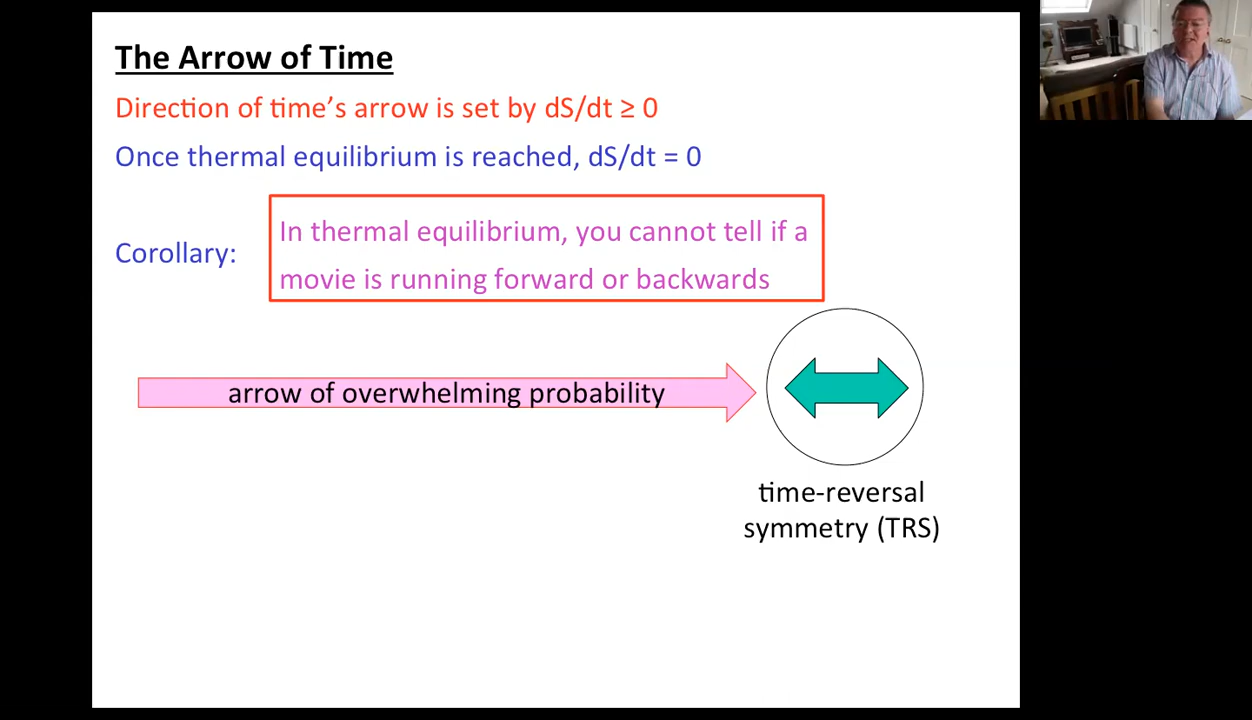 The Arrow of Time
Direction of time’s arrow is set by dS/dt ≥ 0
Once thermal equilibrium is reached, dS/dt = 0
Corollary:
In thermal equilibrium, you cannot tell if a
movie is running forward or backwards
arrow of overwhelming probability
time-reversal
symmetry (TRS)